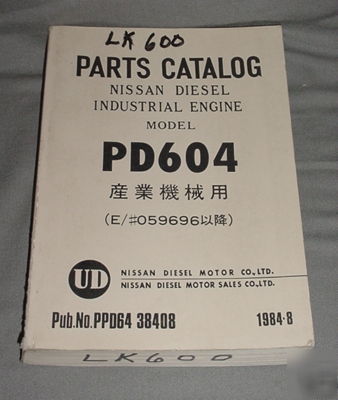 LK 600
PARTS CATALOG
NISSAN DIESEL
INDUSTRIAL ENGINE
MODEL
PD604
産業機械用
(E/#059696以降)
UD
NISSAN DIESEL MOTOR CO.,LTD.
NISSAN DIESEL MOTOR SALES CO.,LTD.
Pub.No.PPD64 38408
1984·8
LK600